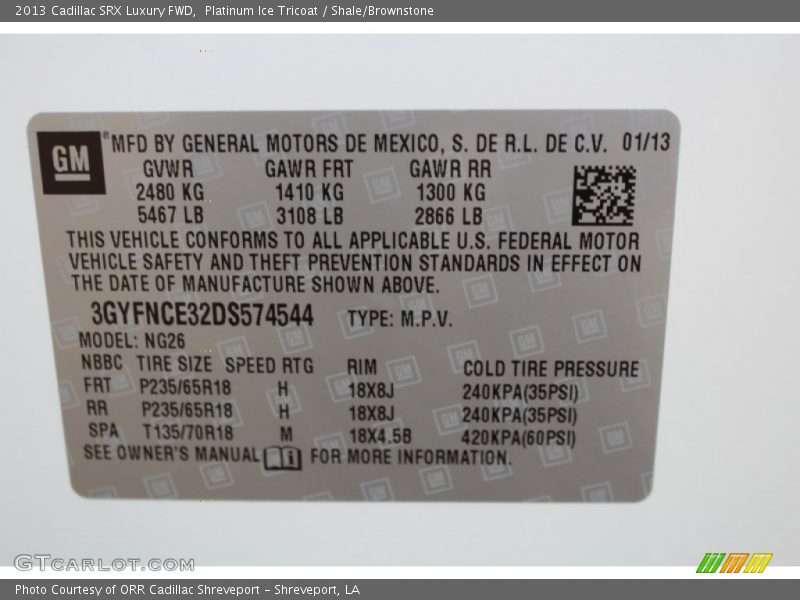 2013 Cadillac SRX Luxury FWD, Platinum Ice Tricoat / Shale/Brownstone
GM ® MFD BY GENERAL MOTORS DE MEXICO, S. DE R.L. DE C.V. 01/13
GVWR GAWR FRT GAWR RR
2480 KG 1410 KG 1300 KG
5467 LB 3108 LB 2866 LB
THIS VEHICLE CONFORMS TO ALL APPLICABLE U.S. FEDERAL MOTOR
VEHICLE SAFETY AND THEFT PREVENTION STANDARDS IN EFFECT ON
THE DATE OF MANUFACTURE SHOWN ABOVE.
3GYFNCE32DS574544 TYPE: M.P.V.
MODEL: NG26
NBBC TIRE SIZE SPEED RTG RIM COLD TIRE PRESSURE
FRT P235/65R18 H 18X8J 240KPA(35PSI)
RR P235/65R18 H 18X8J 240KPA(35PSI)
SPA T135/70R18 M 18X4.5B 420KPA(60PSI)
SEE OWNER'S MANUAL i FOR MORE INFORMATION.
GTCARLOT.COM
Photo Courtesy of ORR Cadillac Shreveport - Shreveport, LA